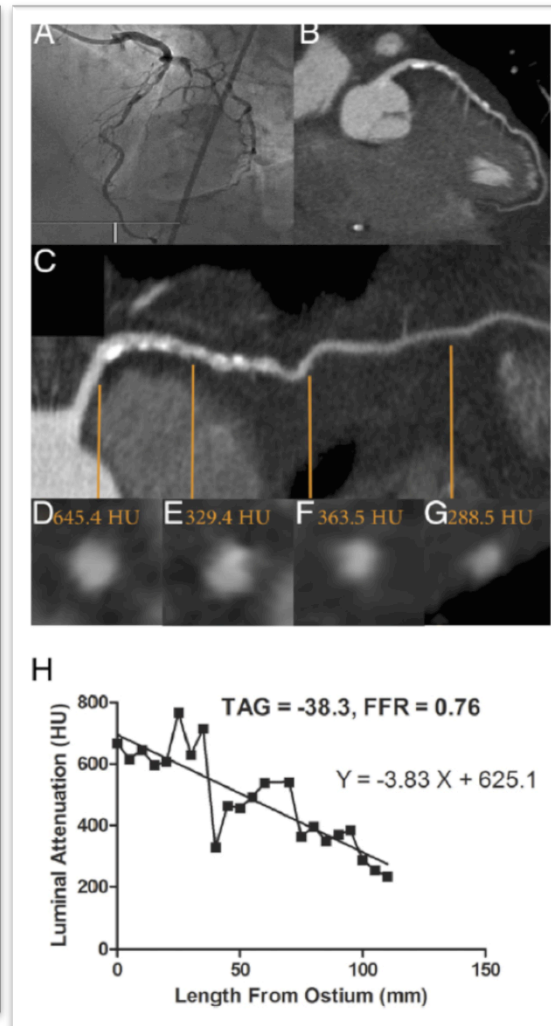 A
B
C
D 645.4 HU
E 329.4 HU
F 363.5 HU
G 288.5 HU
H
TAG = -38.3, FFR = 0.76
Y = -3.83 X + 625.1
Luminal Attenuation (HU)
800
600
400
200
0
0 50 100 150
Length From Ostium (mm)